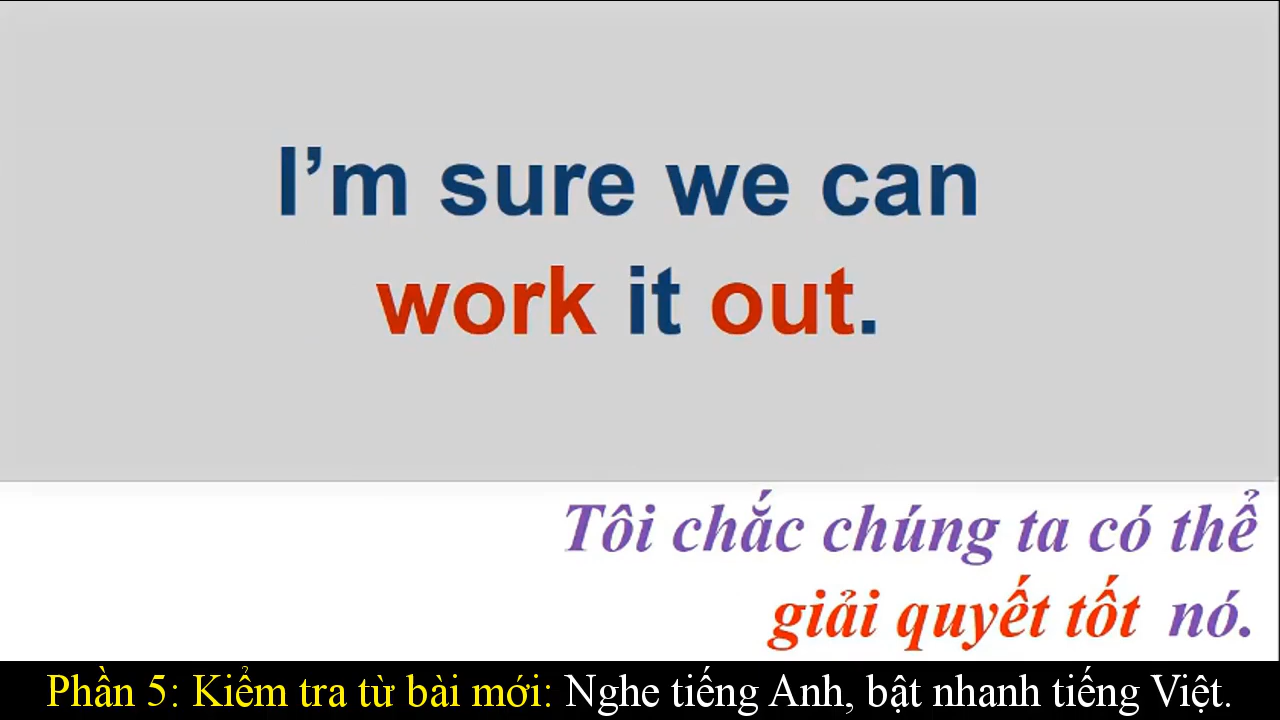 I’m sure we can
work it out.
Tôi chắc chúng ta có thể
giải quyết tốt nó.
Phần 5: Kiểm tra từ bài mới: Nghe tiếng Anh, bật nhanh tiếng Việt.